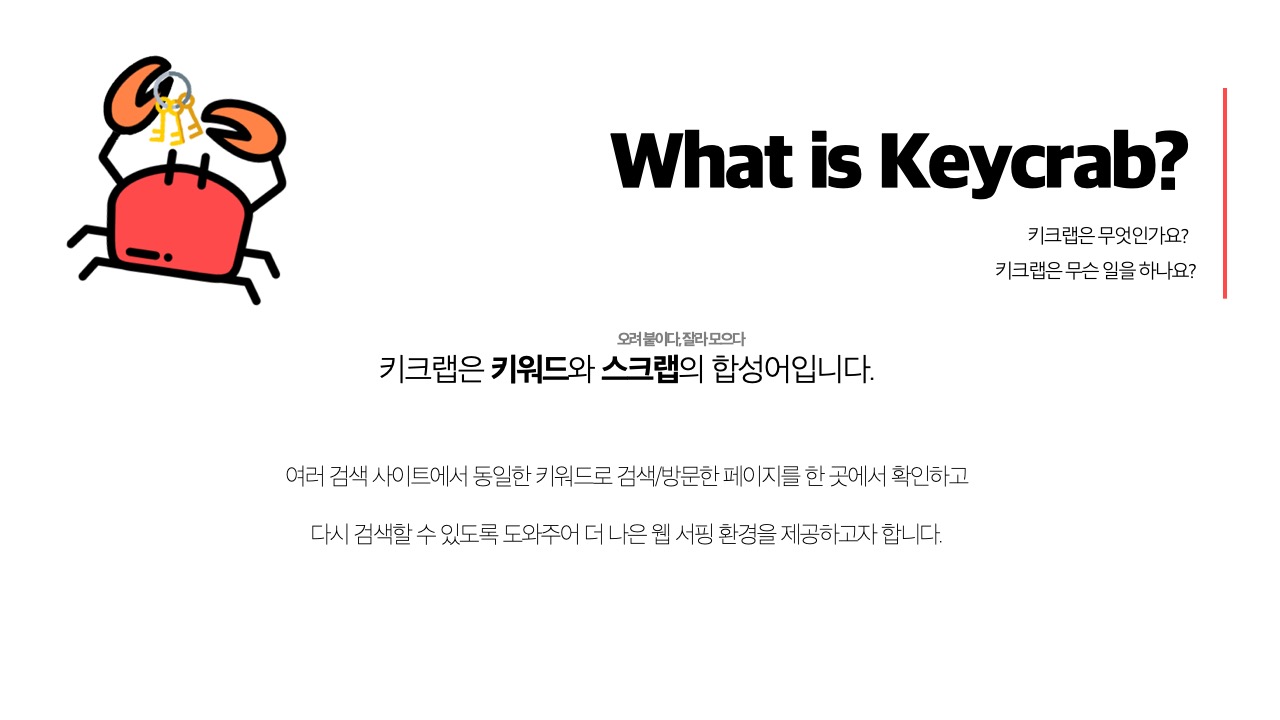 What is Keycrab?
키크랩은 무엇인가요?
키크랩은 무슨 일을 하나요?
오려 붙이다, 잘라 모으다
키크랩은 키워드와 스크랩의 합성어입니다.
여러 검색 사이트에서 동일한 키워드로 검색/방문한 페이지를 한 곳에서 확인하고
다시 검색할 수 있도록 도와주어 더 나은 웹 서핑 환경을 제공하고자 합니다.